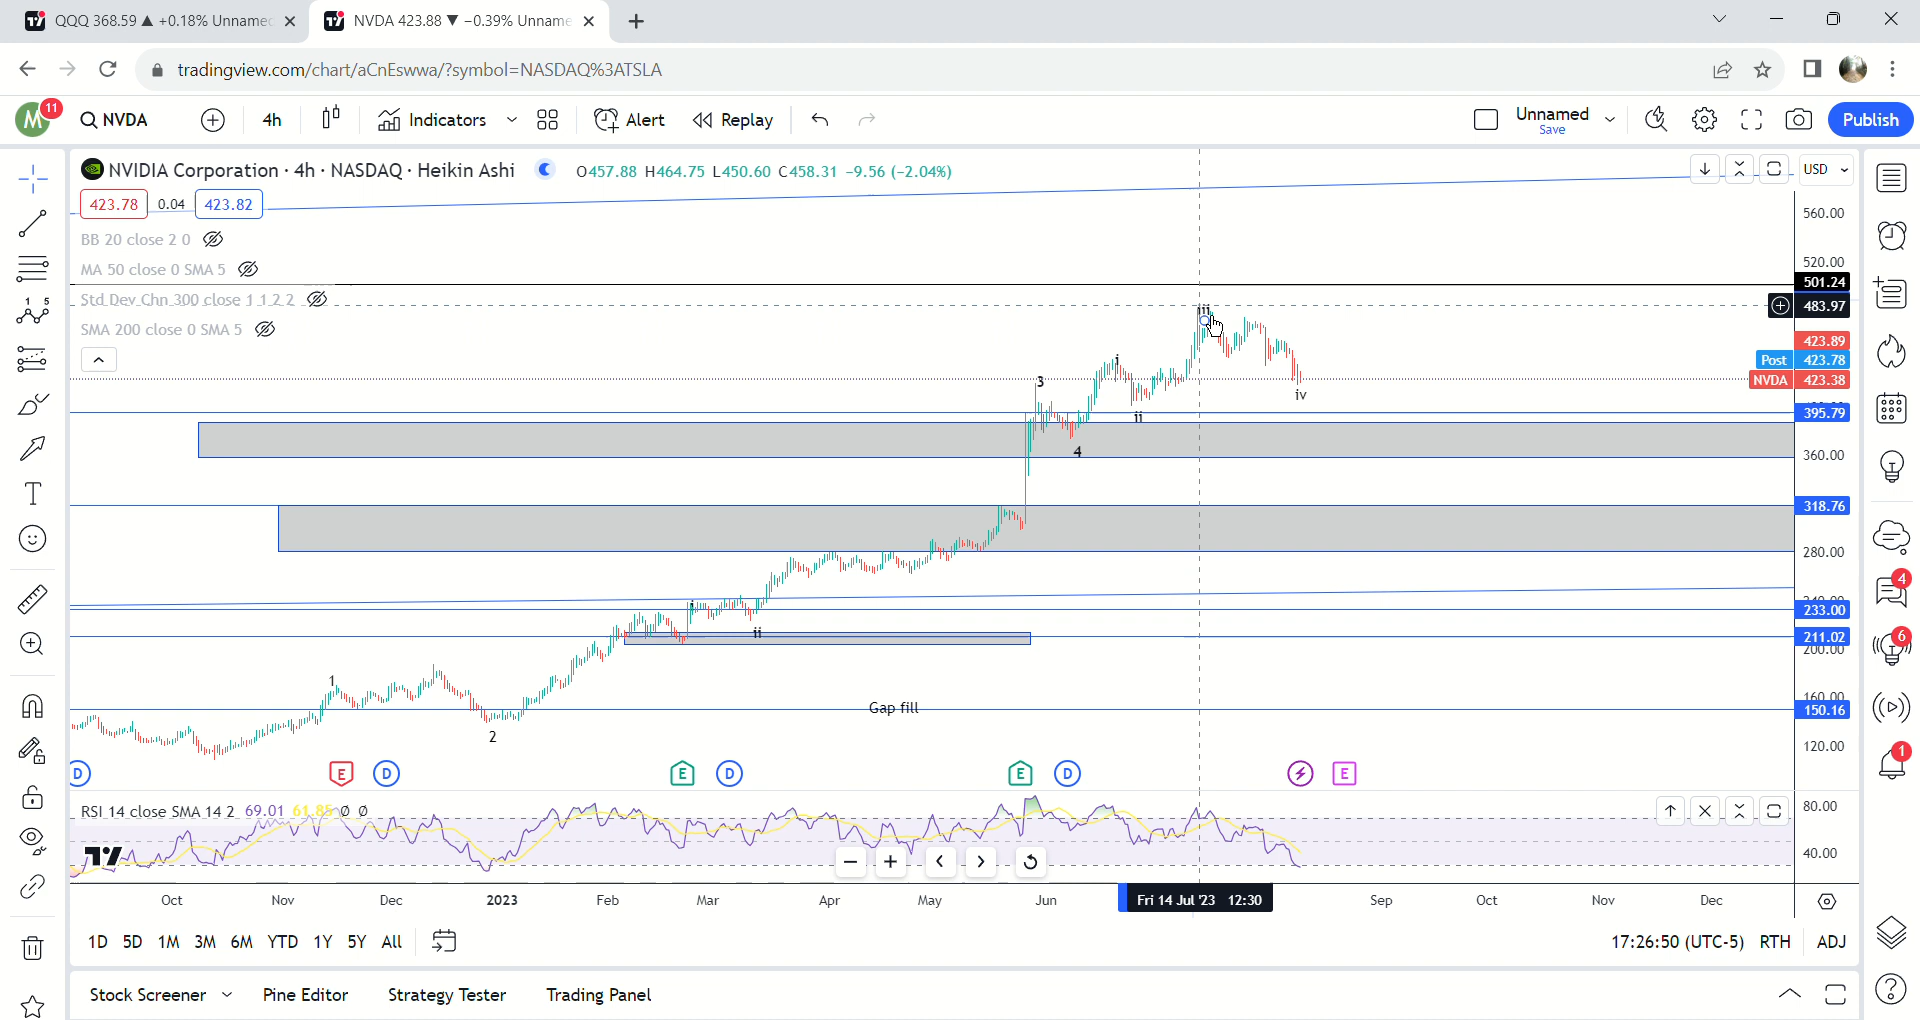 QQQ 368.59 ▲ +0.18% Unnamed
NVDA 423.88 ▼ −0.39% Unname
tradingview.com/chart/aCnEswwa/?symbol=NASDAQ%3ATSLA
M 11 NVDA 4h Indicators Alert Replay Unnamed Save Publish
NVIDIA Corporation · 4h · NASDAQ · Heikin Ashi O457.88 H464.75 L450.60 C458.31 −9.56 (−2.04%) USD
423.78 0.04 423.82
560.00
BB 20 close 2 0
MA 50 close 0 SMA 5
520.00
501.24
Std Dev Chn 300 close 1 1 2 2
483.97
iii
SMA 200 close 0 SMA 5
423.89
Post 423.78
i
3
NVDA 423.38
iv
395.79
ii
4
360.00
318.76
280.00
i
233.00
ii
211.02
200.00
1
160.00
Gap fill
150.16
2
120.00
D E D E D E D E
4
6
1
RSI 14 close SMA 14 2 69.01 61.85 Ø Ø
80.00
40.00
Oct Nov Dec 2023 Feb Mar Apr May Jun Fri 14 Jul '23 12:30 Sep Oct Nov Dec
1D 5D 1M 3M 6M YTD 1Y 5Y All 17:26:50 (UTC-5) RTH ADJ
Stock Screener Pine Editor Strategy Tester Trading Panel